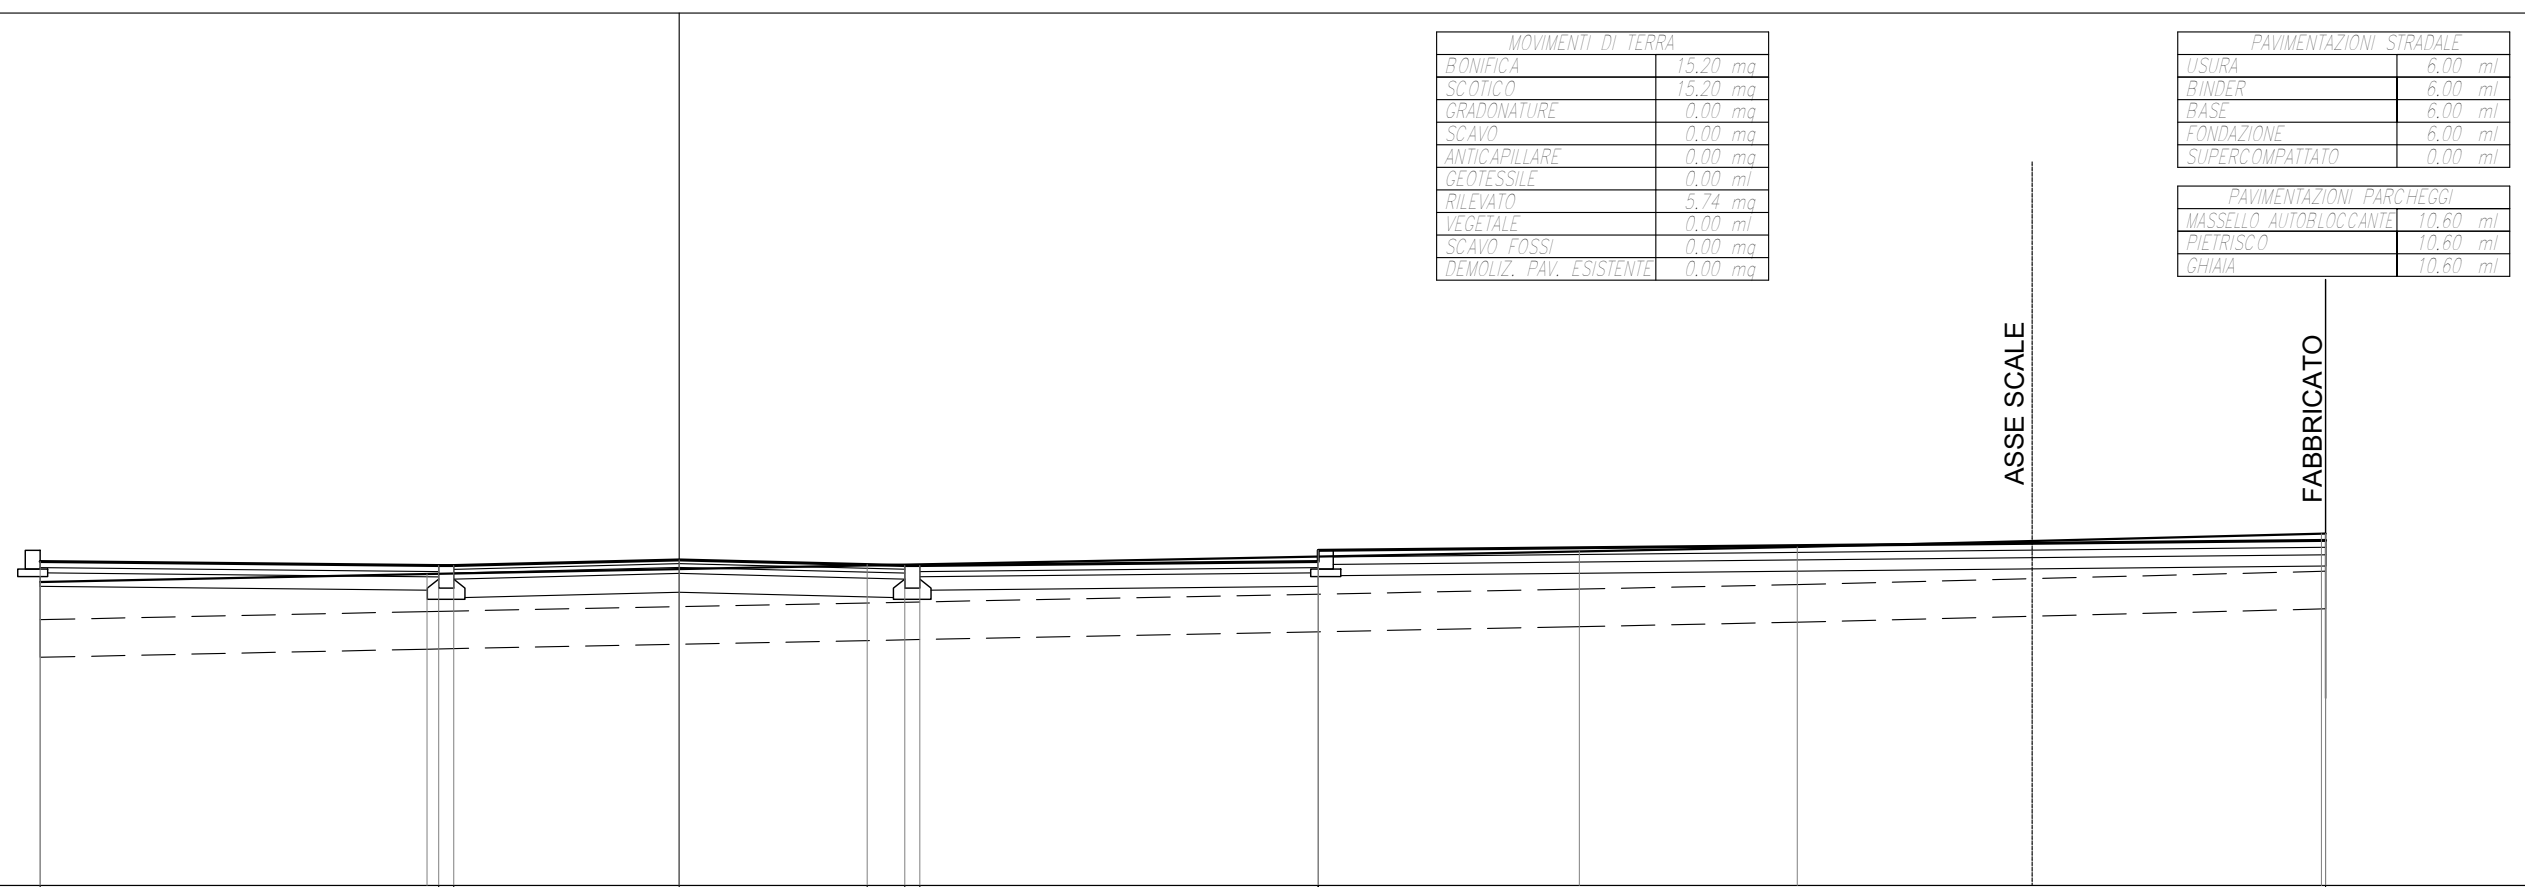 MOVIMENTI DI TERRA
BONIFICA 15.20 mq
SCOTICO 15.20 mq
GRADONATURE 0.00 mq
SCAVO 0.00 mq
ANTICAPILLARE 0.00 mq
GEOTESSILE 0.00 ml
RILEVATO 5.74 mq
VEGETALE 0.00 ml
SCAVO FOSSI 0.00 mq
DEMOLIZ. PAV. ESISTENTE 0.00 mq
PAVIMENTAZIONI STRADALE
USURA 6.00 ml
BINDER 6.00 ml
BASE 6.00 ml
FONDAZIONE 6.00 ml
SUPERCOMPATTATO 0.00 ml
PAVIMENTAZIONI PARCHEGGI
MASSELLO AUTOBLOCCANTE 10.60 ml
PIETRISCO 10.60 ml
GHIAIA 10.60 ml
ASSE SCALE
FABBRICATO